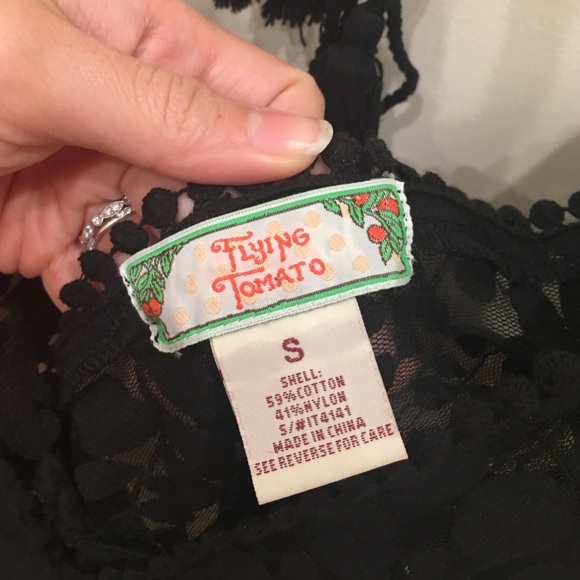 FLYING
TOMATO
S
SHELL:
59%COTTON
41%NYLON
S/#IT4141
MADE IN CHINA
SEE REVERSE FOR CARE